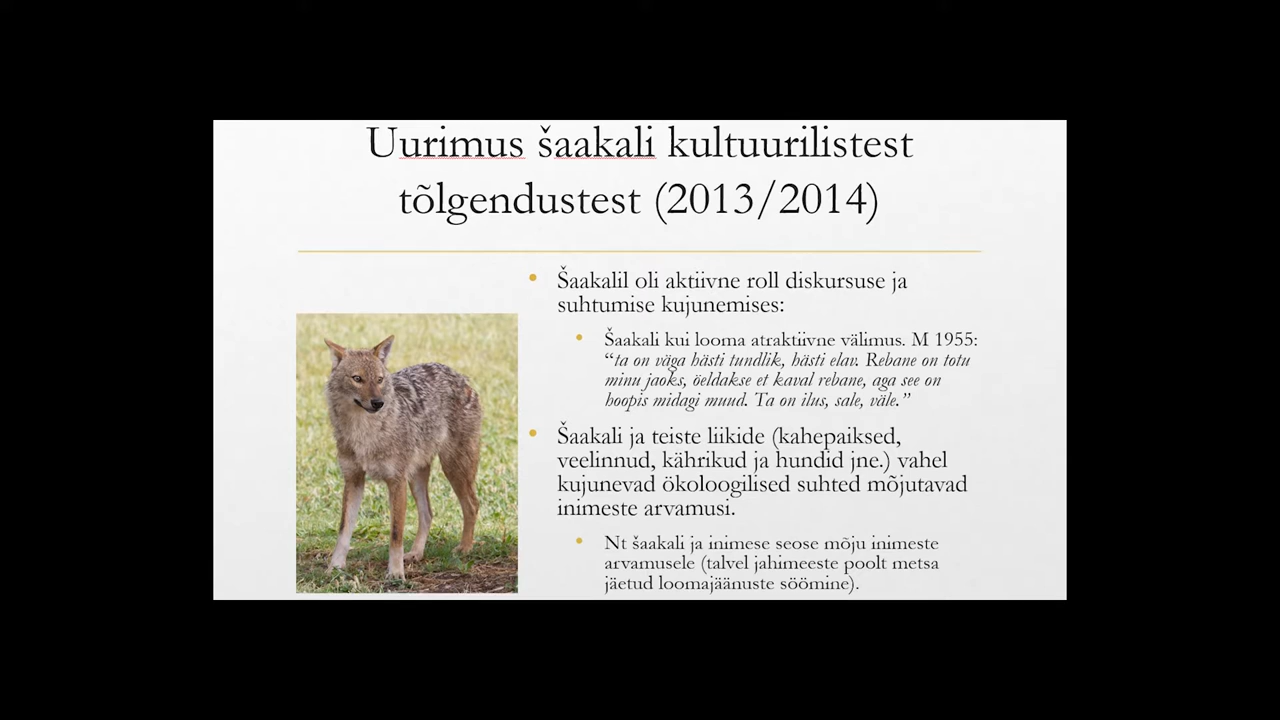 Uurimus šaakali kultuurilistest
tõlgendustest (2013/2014)
• Šaakalil oli aktiivne roll diskursuse ja
suhtumise kujunemises:
• Šaakali kui looma atraktiivne välimus. M 1955:
“ta on väga hästi tundlik, hästi elav. Rebane on totu
minu jaoks, öeldakse et kaval rebane, aga see on
hoopis midagi muud. Ta on ilus, sale, väle.”
• Šaakali ja teiste liikide (kahepaiksed,
veelinnud, kährikud ja hundid jne.) vahel
kujunevad ökoloogilised suhted mõjutavad
inimeste arvamusi.
• Nt šaakali ja inimese seose mõju inimeste
arvamusele (talvel jahimeeste poolt metsa
jäetud loomajäänuste söömine).